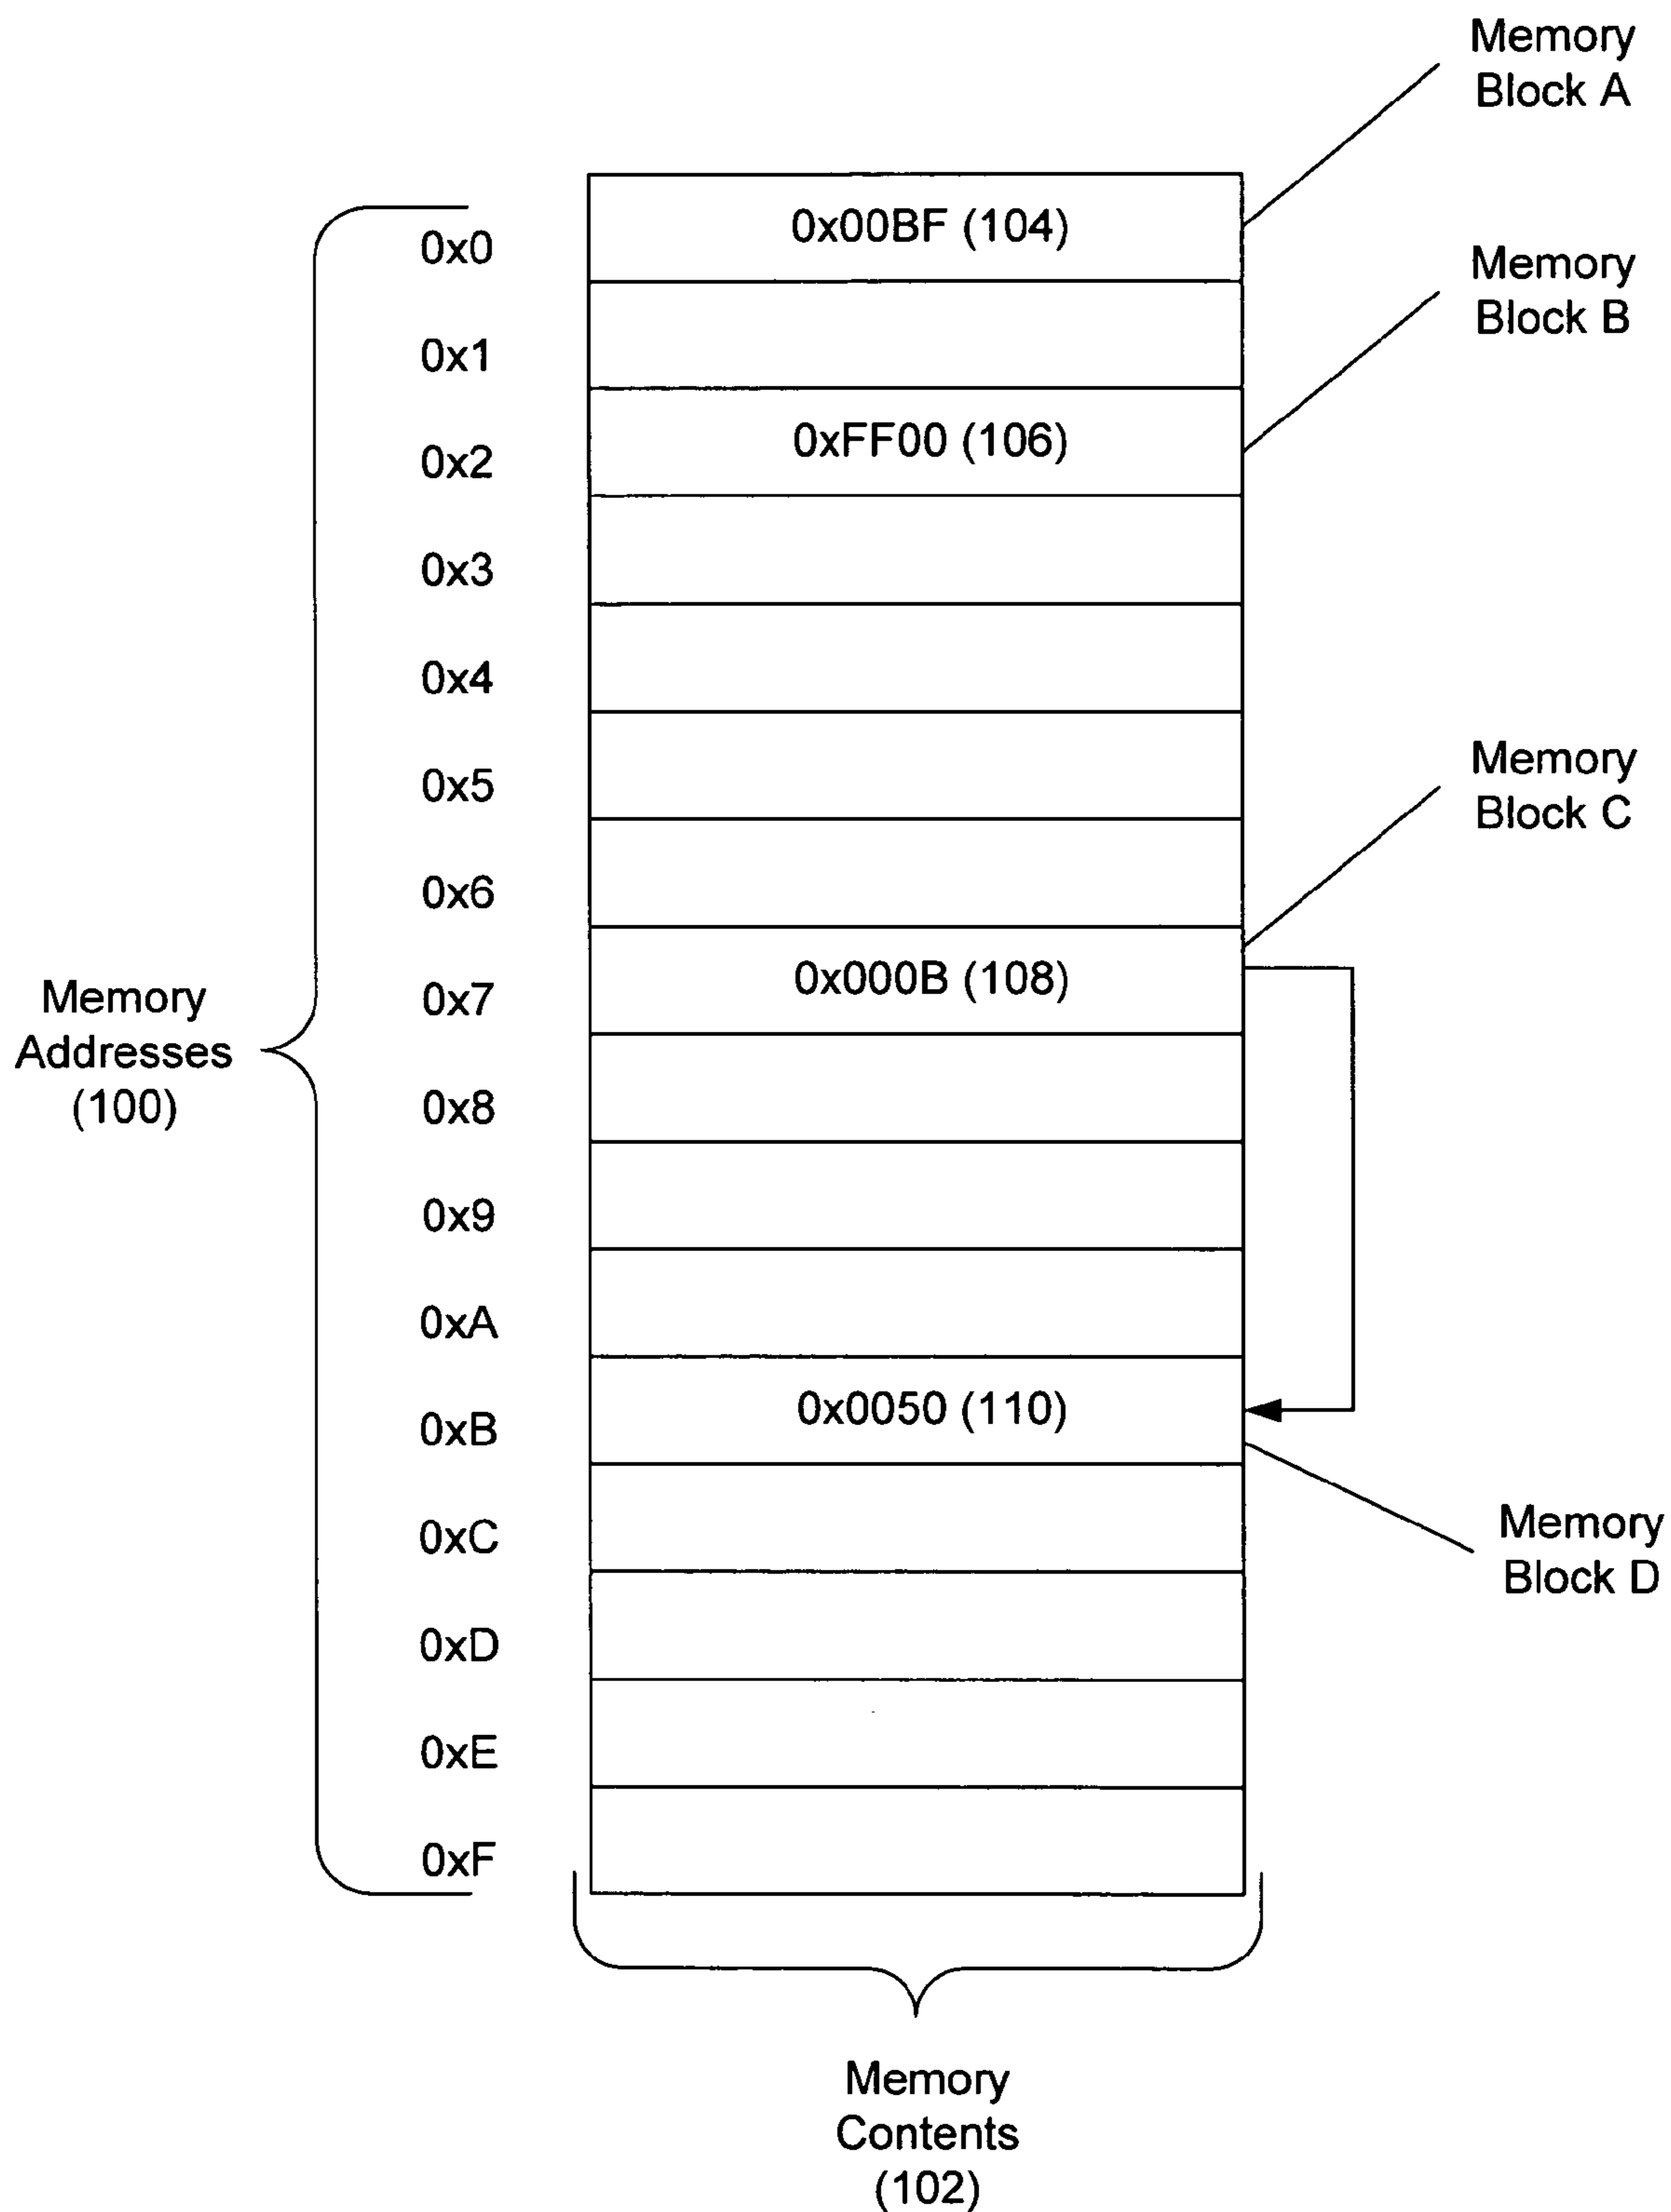 Memory
Block A
0x0
0x00BF (104)
Memory
Block B
0x1
0x2
0xFF00 (106)
0x3
0x4
0x5
Memory
Block C
0x6
0x7
0x000B (108)
Memory
Addresses
(100)
0x8
0x9
0xA
0xB
0x0050 (110)
0xC
Memory
Block D
0xD
0xE
0xF
Memory
Contents
(102)